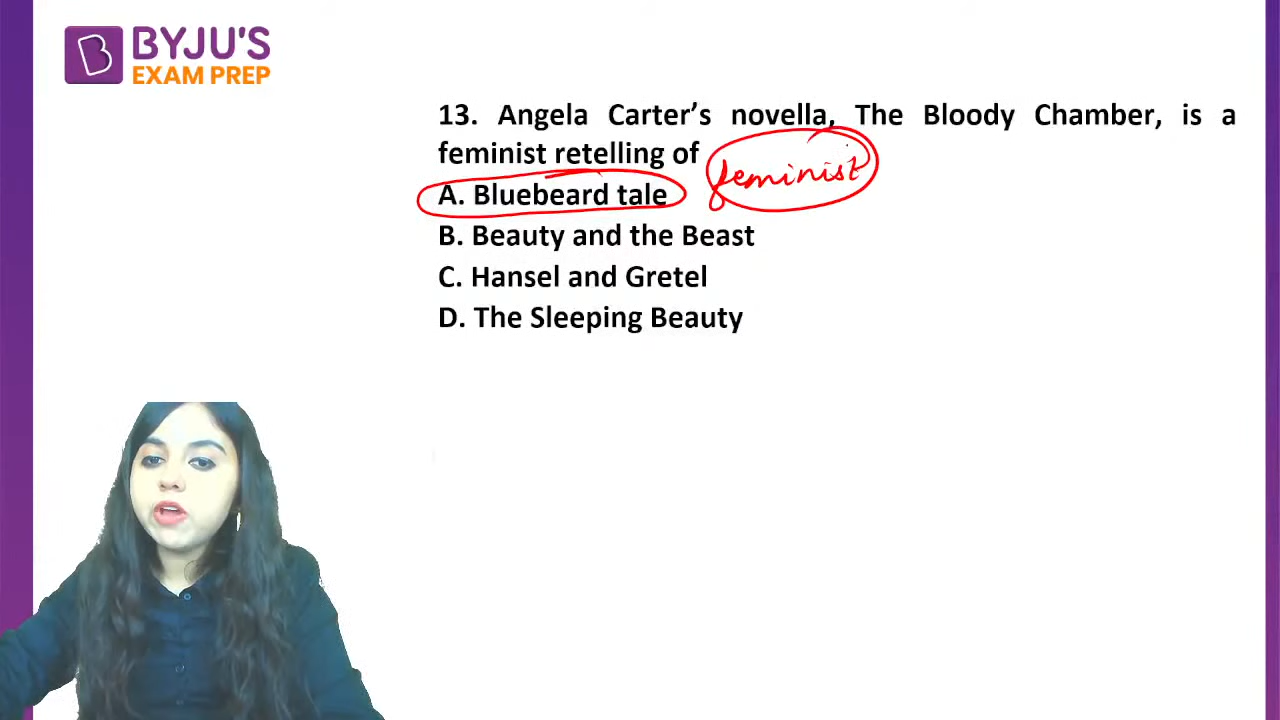 BYJU'S
EXAM PREP
13. Angela Carter's novella, The Bloody Chamber, is a
feminist retelling of
feminist
A. Bluebeard tale
B. Beauty and the Beast
C. Hansel and Gretel
D. The Sleeping Beauty